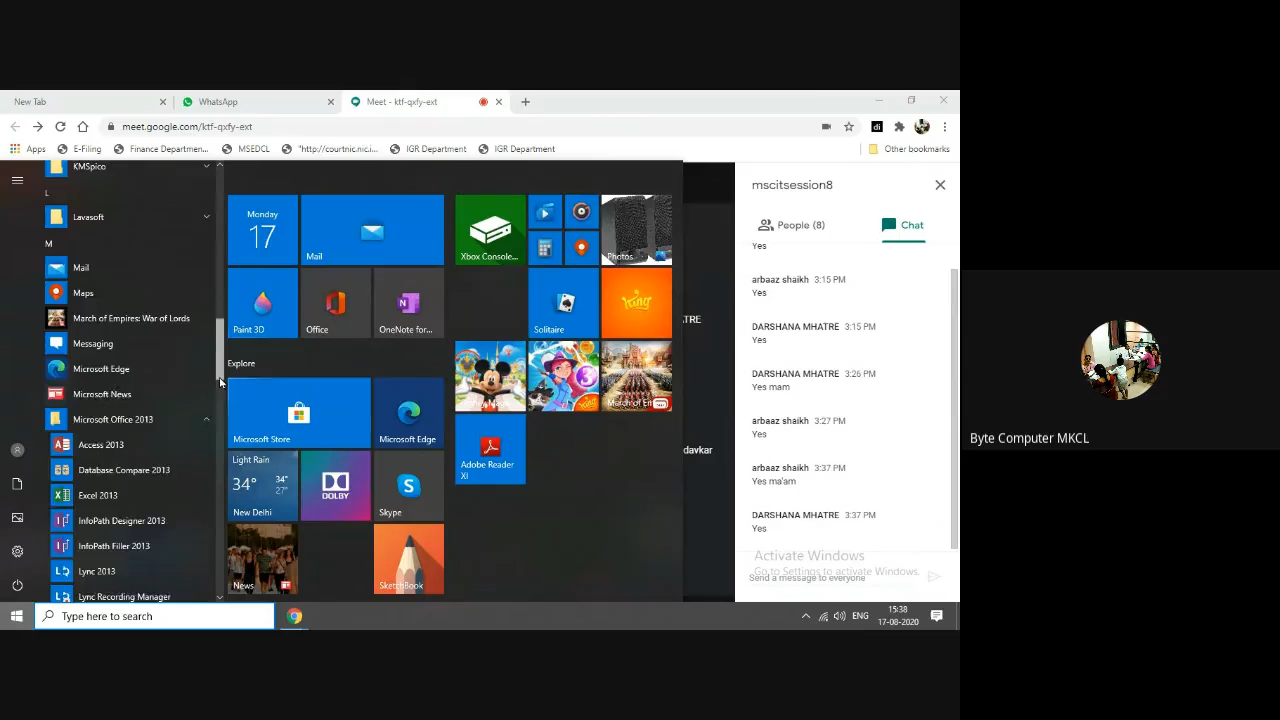 New Tab
WhatsApp
Meet - ktf-qxfy-ext
meet.google.com/ktf-qxfy-ext
Apps
E-Filing
Finance Departmen...
MSEDCL
"http://courtnic.nic.i...
IGR Department
IGR Department
Other bookmarks
KMSpico
L
Lavasoft
M
Mail
Maps
March of Empires: War of Lords
Messaging
Microsoft Edge
Microsoft News
Microsoft Office 2013
Access 2013
Database Compare 2013
Excel 2013
InfoPath Designer 2013
InfoPath Filler 2013
Lync 2013
Lync Recording Manager
Monday
17
Mail
Xbox Console...
Photos
Paint 3D
Office
OneNote for...
Solitaire
King
Explore
Microsoft Store
Microsoft Edge
Adobe Reader
XI
Light Rain
34°
34°
27°
New Delhi
DOLBY
Skype
News
SketchBook
TRE
davkar
mscitsession8
People (8)
Chat
Yes
arbaaz shaikh 3:15 PM
Yes
DARSHANA MHATRE 3:15 PM
Yes
DARSHANA MHATRE 3:26 PM
Yes mam
arbaaz shaikh 3:27 PM
Yes
arbaaz shaikh 3:37 PM
Yes ma'am
DARSHANA MHATRE 3:37 PM
Yes
Activate Windows
Go to Settings to activate Windows.
Send a message to everyone
Type here to search
ENG
15:38
17-08-2020
Byte Computer MKCL